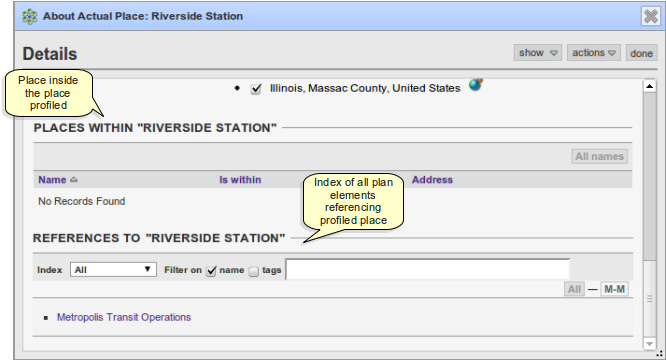 About Actual Place: Riverside Station
Details
show
actions
done
Place inside
the place
profiled
Illinois, Massac County, United States
PLACES WITHIN "RIVERSIDE STATION"
All names
Name
Is within
Address
No Records Found
Index of all plan
elements
referencing
profiled place
REFERENCES TO "RIVERSIDE STATION"
Index All Filter on name tags
All — M-M
Metropolis Transit Operations